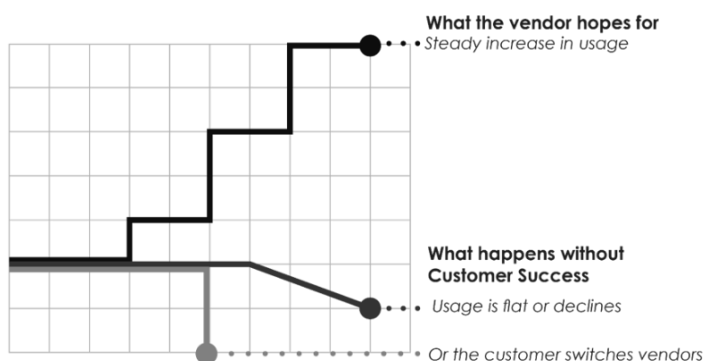 What the vendor hopes for
Steady increase in usage
What happens without
Customer Success
Usage is flat or declines
Or the customer switches vendors